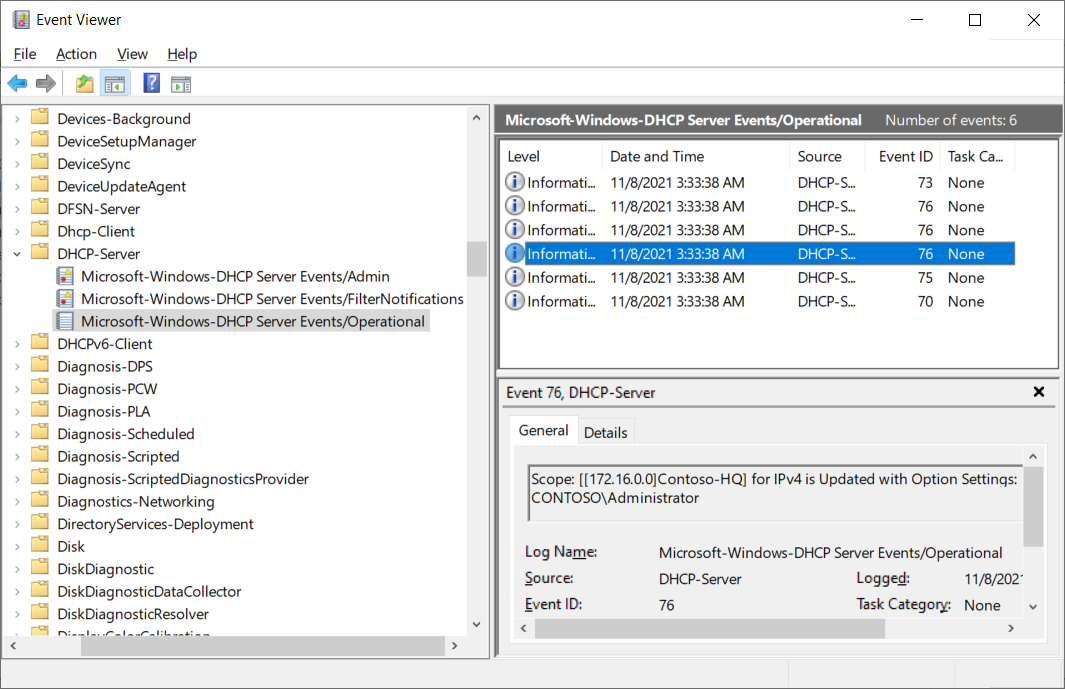 Event Viewer
File Action View Help
Devices-Background
DeviceSetupManager
DeviceSync
DeviceUpdateAgent
DFSN-Server
Dhcp-Client
DHCP-Server
Microsoft-Windows-DHCP Server Events/Admin
Microsoft-Windows-DHCP Server Events/FilterNotifications
Microsoft-Windows-DHCP Server Events/Operational
DHCPv6-Client
Diagnosis-DPS
Diagnosis-PCW
Diagnosis-PLA
Diagnosis-Scheduled
Diagnosis-Scripted
Diagnosis-ScriptedDiagnosticsProvider
Diagnostics-Networking
DirectoryServices-Deployment
Disk
DiskDiagnostic
DiskDiagnosticDataCollector
DiskDiagnosticResolver
DisplayColorCalibration
Microsoft-Windows-DHCP Server Events/Operational Number of events: 6
Level Date and Time Source Event ID Task Ca...
Informati... 11/8/2021 3:33:38 AM DHCP-S... 73 None
Informati... 11/8/2021 3:33:38 AM DHCP-S... 76 None
Informati... 11/8/2021 3:33:38 AM DHCP-S... 76 None
Informati... 11/8/2021 3:33:38 AM DHCP-S... 76 None
Informati... 11/8/2021 3:33:38 AM DHCP-S... 75 None
Informati... 11/8/2021 3:33:38 AM DHCP-S... 70 None
Event 76, DHCP-Server
General Details
Scope: [[172.16.0.0]Contoso-HQ] for IPv4 is Updated with Option Settings:
CONTOSO\Administrator
Log Name: Microsoft-Windows-DHCP Server Events/Operational
Source: DHCP-Server Logged: 11/8/2021
Event ID: 76 Task Category: None